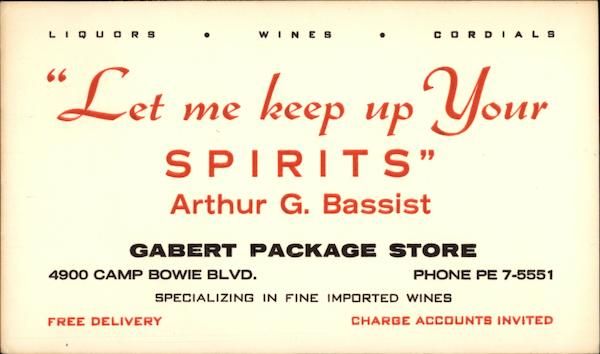 LIQUORS • WINES • CORDIALS
"Let me keep up Your
SPIRITS"
Arthur G. Bassist
GABERT PACKAGE STORE
4900 CAMP BOWIE BLVD. PHONE PE 7-5551
SPECIALIZING IN FINE IMPORTED WINES
FREE DELIVERY CHARGE ACCOUNTS INVITED